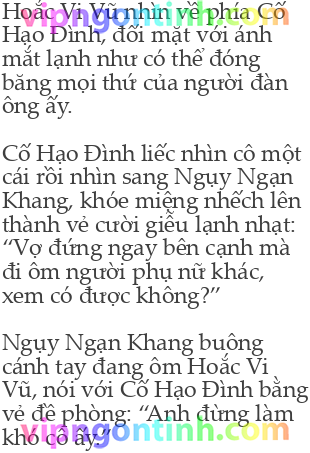 Hoắc Vi Vũ nhìn về phía Cố
vipngontinh.com
Hạo Đình, đối mặt với ánh
mắt lạnh như có thể đóng
băng mọi thứ của người đàn
ông ấy.
Cố Hạo Đình liếc nhìn cô một
cái rồi nhìn sang Ngụy Ngạn
Khang, khóe miệng nhếch lên
thành vẻ cười giễu lạnh nhạt:
“Vợ đứng ngay bên cạnh mà
đi ôm người phụ nữ khác,
xem có được không?”
Ngụy Ngạn Khang buông
cánh tay đang ôm Hoắc Vi
Vũ, nói với Cố Hạo Đình bằng
vẻ đề phòng: “Anh đừng làm
khó cô ấy.”
vipngontinh.com